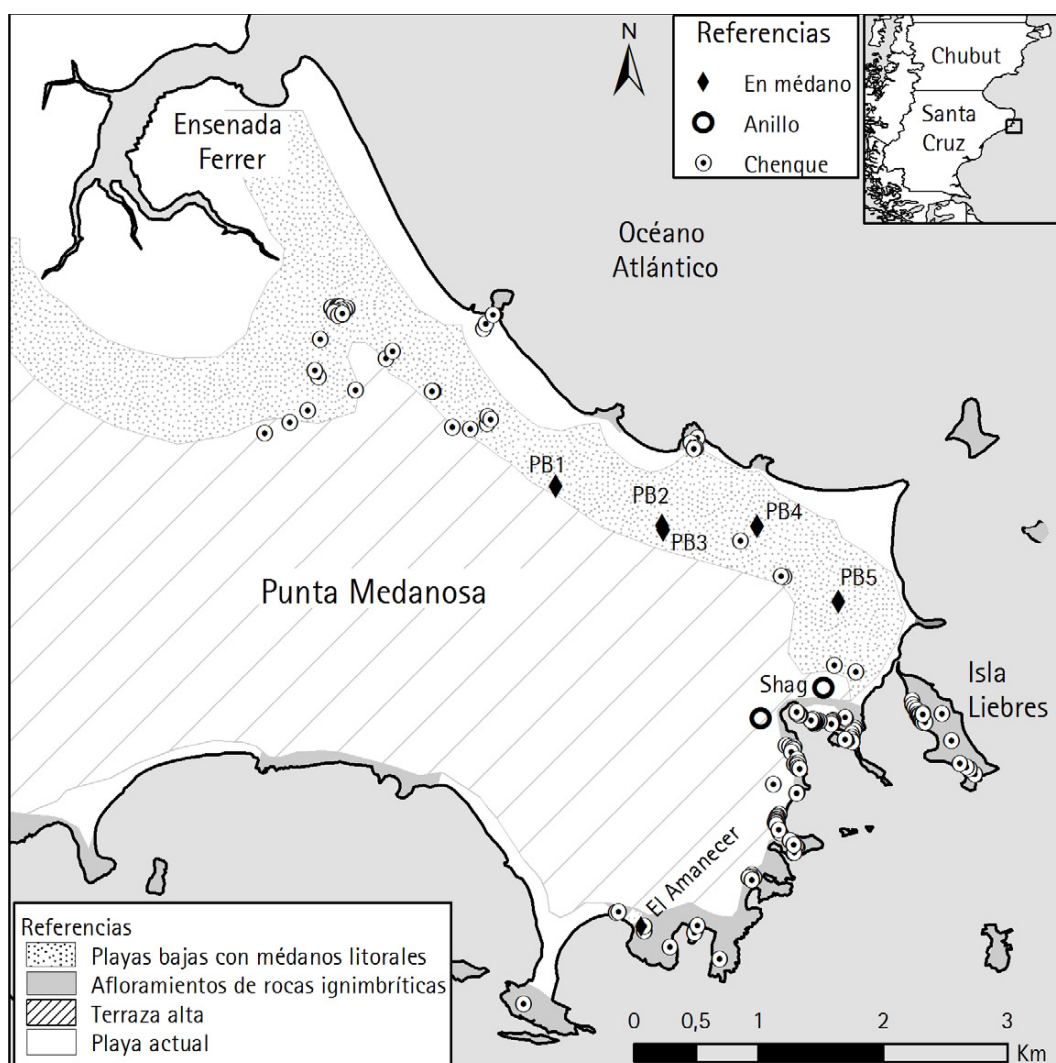 Ensenada
Ferrer
N
Referencias
En médano
Anillo
Chenque
Chubut
Santa
Cruz
Océano
Atlántico
PB1
PB2
PB3
PB4
PB5
Punta Medanosa
Shag
Isla
Liebres
El Amanecer
Referencias
Playas bajas con médanos litorales
Afloramientos de rocas ignimbríticas
Terraza alta
Playa actual
0 0,5 1 2 3
Km